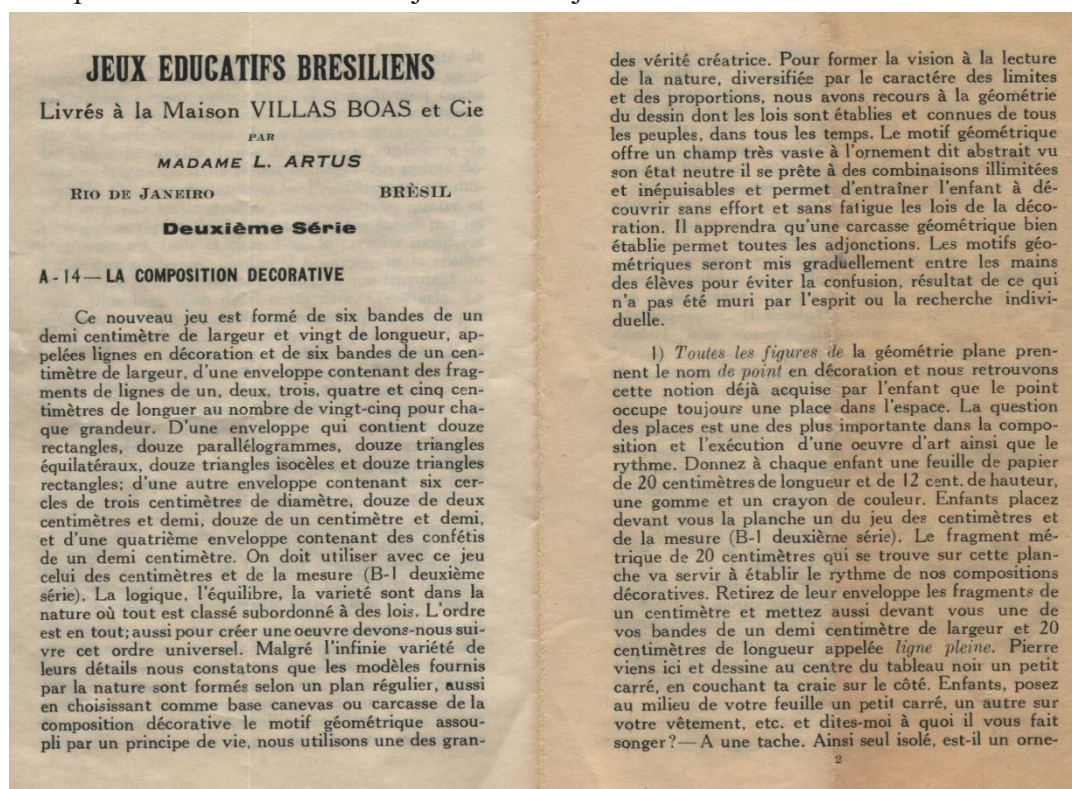 JEUX EDUCATIFS BRESILIENS
Livrés à la Maison VILLAS BOAS et Cie
PAR
MADAME L. ARTUS
RIO DE JANEIRO BRÈSIL
Deuxième Série
A - 14 — LA COMPOSITION DECORATIVE
Ce nouveau jeu est formé de six bandes de un
demi centimètre de largeur et vingt de longueur, ap-
pelées lignes en décoration et de six bandes de un cen-
timètre de largeur, d'une enveloppe contenant des frag-
ments de lignes de un, deux, trois, quatre et cinq cen-
timètres de longuer au nombre de vingt-cinq pour cha-
que grandeur. D'une enveloppe qui contient douze
rectangles, douze parallélogrammes, douze triangles
équilatéraux, douze triangles isocèles et douze triangles
rectangles; d'une autre enveloppe contenant six cer-
cles de trois centimètres de diamètre, douze de deux
centimètres et demi, douze de un centimètre et demi,
et d'une quatrième enveloppe contenant des confétis
de un demi centimètre. On doit utiliser avec ce jeu
celui des centimètres et de la mesure (B-1 deuxième
série). La logique, l'équilibre, la varieté sont dans la
nature où tout est classé subordonné à des lois. L'ordre
est en tout; aussi pour créer une oeuvre devons-nous sui-
vre cet ordre universel. Malgré l'infinie variété de
leurs détails nous constatons que les modèles fournis
par la nature sont formés selon un plan régulier, aussi
en choisissant comme base canevas ou carcasse de la
composition décorative le motif géométrique assou-
pli par un principe de vie, nous utilisons une des gran-
des vérité créatrice. Pour former la vision à la lecture
de la nature, diversifiée par le caractére des limites
et des proportions, nous avons recours à la géométrie
du dessin dont les lois sont établies et connues de tous
les peuples, dans tous les temps. Le motif géométrique
offre un champ très vaste à l'ornement dit abstrait vu
son état neutre il se prête à des combinaisons illimitées
et inépuisables et permet d'entraîner l'enfant à dé-
couvrir sans effort et sans fatigue les lois de la déco-
ration. Il apprendra qu'une carcasse géométrique bien
établie permet toutes les adjonctions. Les motifs géo-
métriques seront mis graduellement entre les mains
des élèves pour éviter la confusion, résultat de ce qui
n'a pas été muri par l'esprit ou la recherche indivi-
duelle.
1) Toutes les figures de la géométrie plane pren-
nent le nom de point en décoration et nous retrouvons
cette notion déjà acquise par l'enfant que le point
occupe toujours une place dans l'espace. La question
des places est une des plus importante dans la compo-
sition et l'exécution d'une oeuvre d'art ainsi que le
rythme. Donnez à chaque enfant une feuille de papier
de 20 centimètres de longueur et de 12 cent. de hauteur,
une gomme et un crayon de couleur. Enfants placez
devant vous la planche un du jeu des centimètres et
de la mesure (B-1 deuxième série). Le fragment mé-
trique de 20 centimètres qui se trouve sur cette plan-
che va servir à établir le rythme de nos compositions
décoratives. Retirez de leur enveloppe les fragments de
un centimètre et mettez aussi devant vous une de
vos bandes de un demi centimètre de largeur et 20
centimètres de longueur appelée ligne pleine. Pierre
viens ici et dessine au centre du tableau noir un petit
carré, en couchant ta craie sur le côté. Enfants, posez
au milieu de votre feuille un petit carré, un autre sur
votre vêtement, etc. et dites-moi à quoi il vous fait
songer? — A une tache. Ainsi seul isolé, est-il un orne-
2